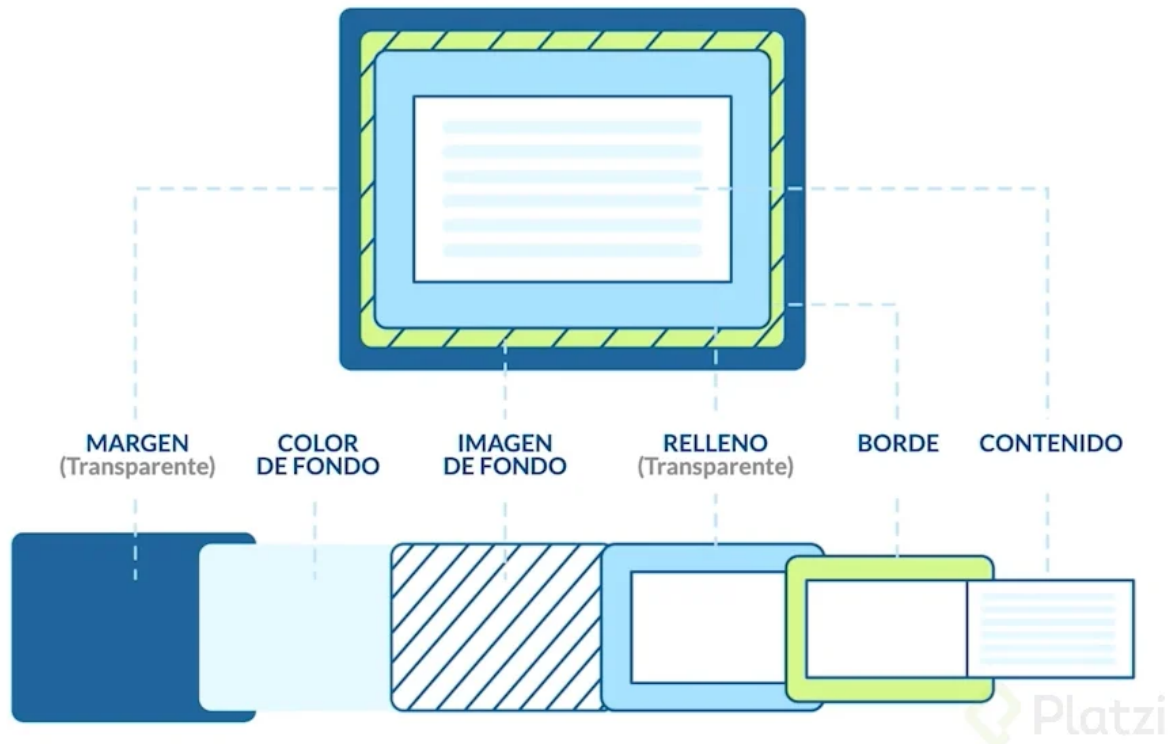 MARGEN
(Transparente)
COLOR
DE FONDO
IMAGEN
DE FONDO
RELLENO
(Transparente)
BORDE
CONTENIDO
Platzi